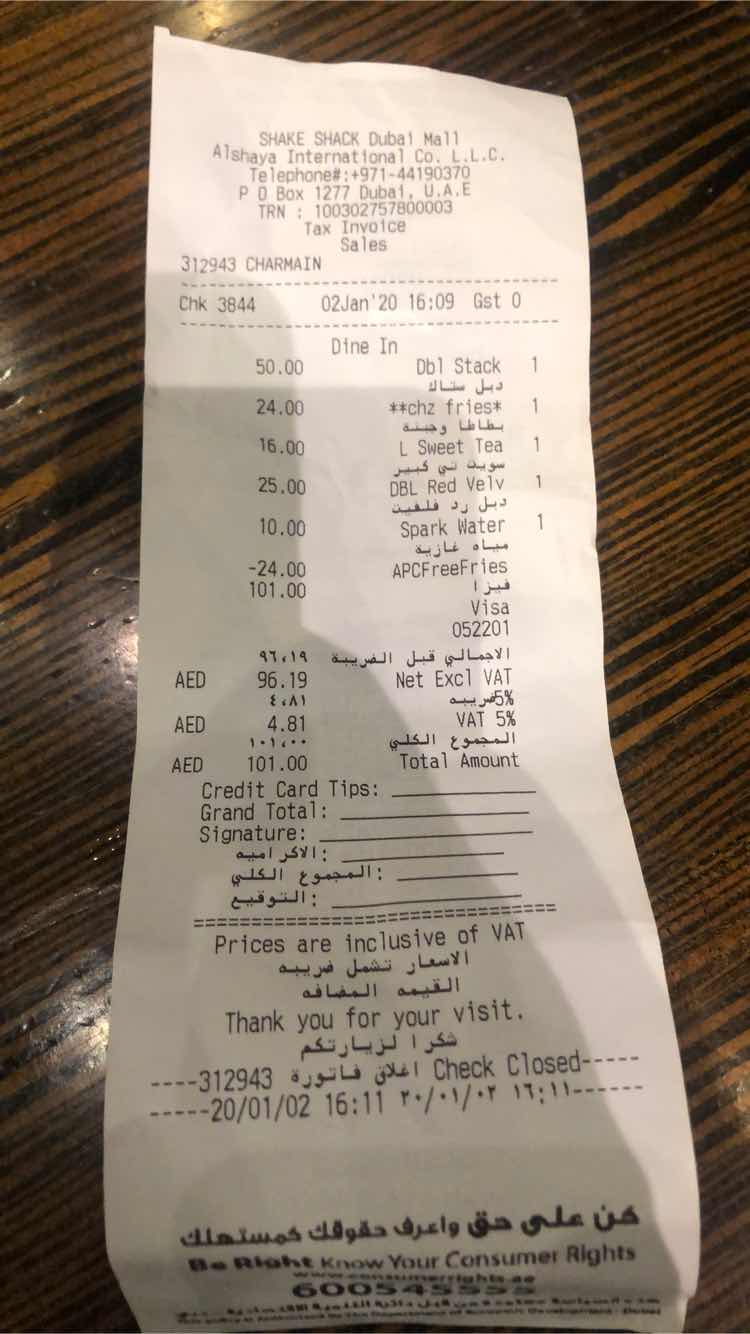 SHAKE SHACK Dubai Mall
Alshaya International Co. L.L.C.
Telephone#:+971-44190370
P O Box 1277 Dubai, U.A.E
TRN : 100302757800003
Tax Invoice
Sales
312943 CHARMAIN
Chk 3844 02Jan'20 16:09 Gst 0
Dine In
50.00 Dbl Stack 1
دبل ستاك
24.00 **chz fries* 1
بطاطا وجبنة
16.00 L Sweet Tea 1
سويت تي كبير
25.00 DBL Red Velv 1
دبل رد فلفيت
10.00 Spark Water 1
مياه غازية
-24.00 APCFreeFries
101.00 فيزا
Visa
052201
٩٦،١٩ الاجمالي قبل الضريبة
AED 96.19 Net Excl VAT
٤،٨١ ضريبه 5%
AED 4.81 VAT 5%
١٠١،٠٠ المجموع الكلي
AED 101.00 Total Amount
Credit Card Tips: ____________
Grand Total: ____________
Signature: ____________
الاكراميه: ____________
المجموع الكلي: ____________
التوقيع: ____________
==================================
Prices are inclusive of VAT
الاسعار تشمل ضريبه
القيمه المضافه
Thank you for your visit.
شكرا لزيارتكم
----312943 اغلاق فاتورة Check Closed-----
-----20/01/02 16:11 ٢٠/٠١/٠٢ ١٦:١١------
كن على حق واعرف حقوقك كمستهلك
Be Right Know Your Consumer Rights
www.consumerrights.ae
600545555